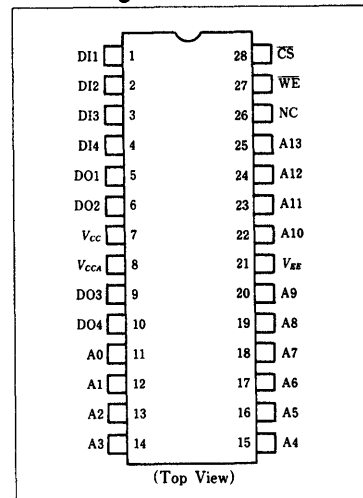 DI1 1 28 C̅S̅
DI2 2 27 W̅E̅
DI3 3 26 NC
DI4 4 25 A13
DO1 5 24 A12
DO2 6 23 A11
VCC 7 22 A10
VCCA 8 21 VEE
DO3 9 20 A9
DO4 10 19 A8
A0 11 18 A7
A1 12 17 A6
A2 13 16 A5
A3 14 15 A4
(Top View)